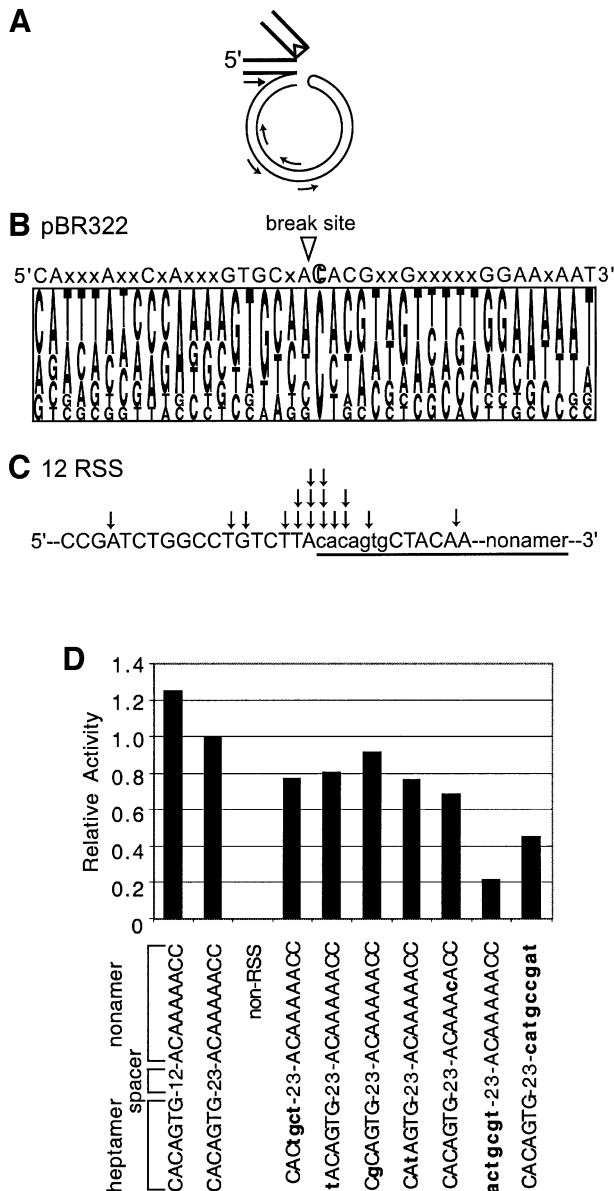 A
5'
B pBR322
break site
5'CAxxxAxxCxAxxxGTGCxACACGxxGxxxxxGGAAxAAT3'
C 12 RSS
5'--CCGATCTGGCCTGTCTTAcacagtgCTACAA--nonamer--3'
D
Relative Activity
1.4
1.2
1.0
0.8
0.6
0.4
0.2
0
heptamer
spacer
nonamer
CACAGTG-12-ACAAAAACC
CACAGTG-23-ACAAAAACC
non-RSS
CACtgct-23-ACAAAAACC
tACAGTG-23-ACAAAAACC
CgCAGTG-23-ACAAAAACC
CAtAGTG-23-ACAAAAACC
CACAGTG-23-ACAAAcACC
actgcgt-23-ACAAAAACC
CACAGTG-23-catgccgat